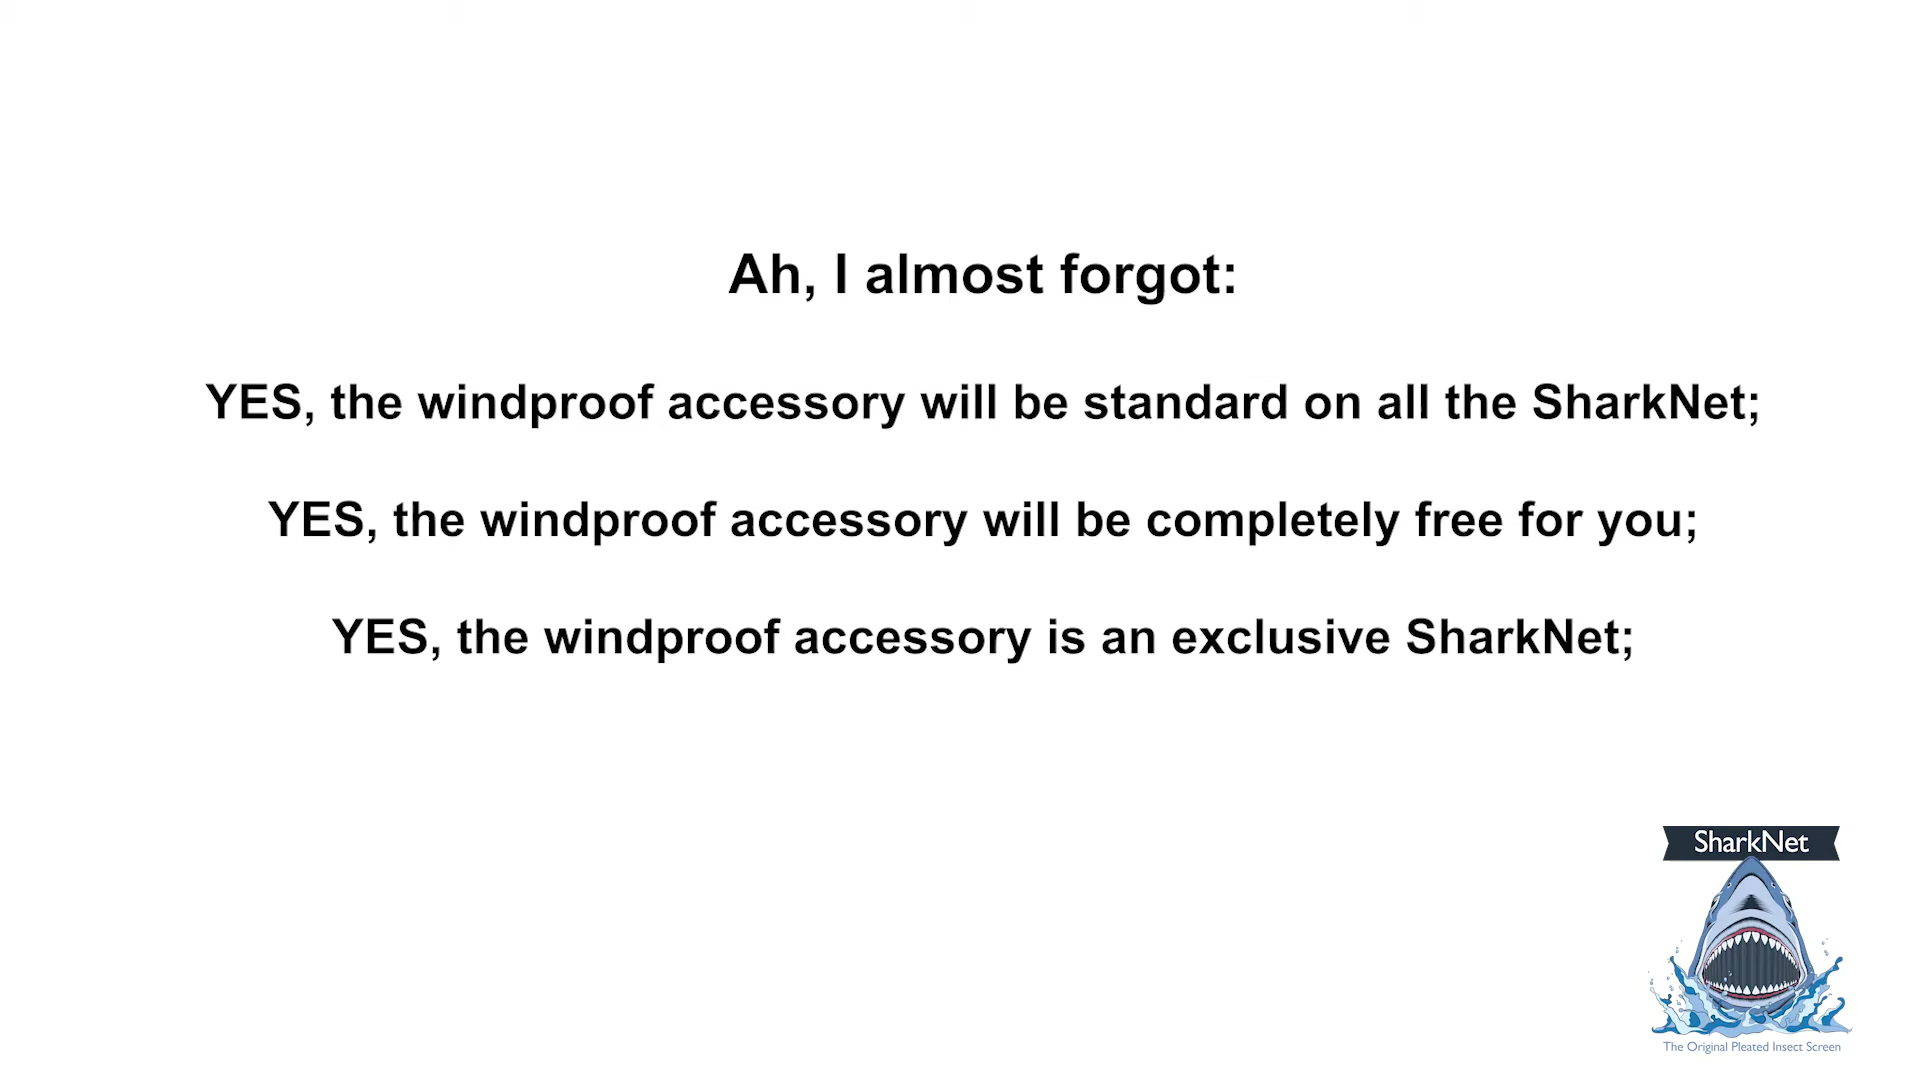 Ah, I almost forgot:
YES, the windproof accessory will be standard on all the SharkNet;
YES, the windproof accessory will be completely free for you;
YES, the windproof accessory is an exclusive SharkNet;
SharkNet
The Original Pleated Insect Screen